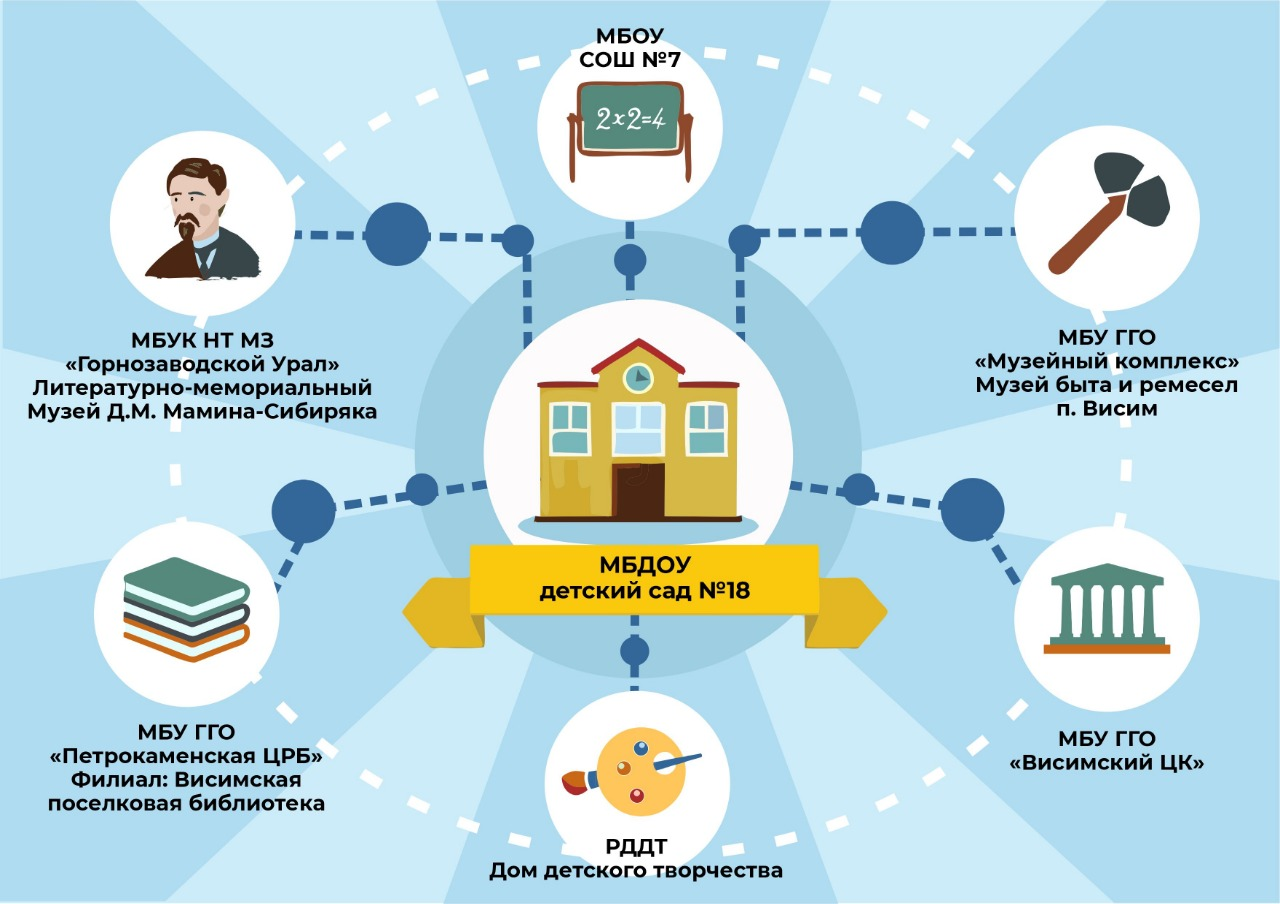 МБОУ
СОШ №7
2x2=4
МБУК НТ МЗ
«Горнозаводской Урал»
Литературно-мемориальный
Музей Д.М. Мамина-Сибиряка
МБУ ГГО
«Музейный комплекс»
Музей быта и ремесел
п. Висим
МБДОУ
детский сад №18
МБУ ГГО
«Петрокаменская ЦРБ»
Филиал: Висимская
поселковая библиотека
МБУ ГГО
«Висимский ЦК»
РДДТ
Дом детского творчества